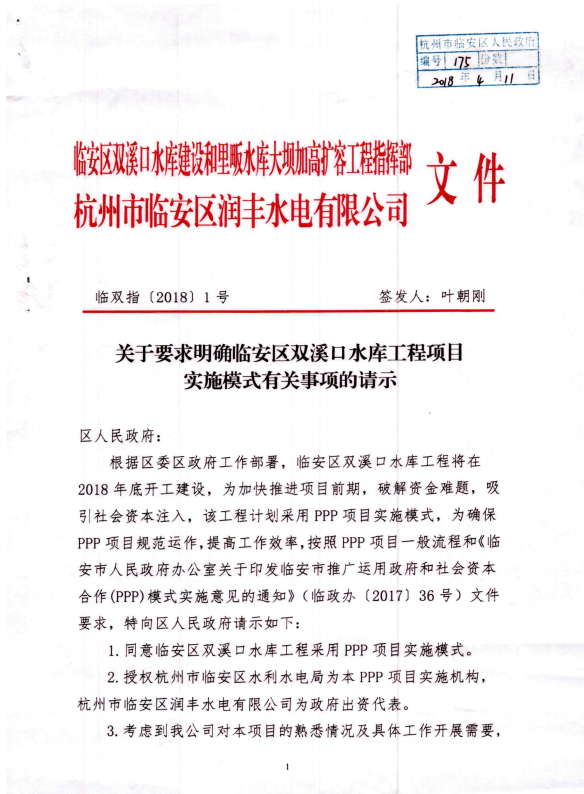 杭州市临安区人民政府
编号 175 份数
2018 年 4 月 11 日
临安区双溪口水库建设和里畈水库大坝加高扩容工程指挥部
杭州市临安区润丰水电有限公司
文件
临双指〔2018〕1号 签发人：叶朝刚
关于要求明确临安区双溪口水库工程项目
实施模式有关事项的请示
区人民政府：
根据区委区政府工作部署，临安区双溪口水库工程将在
2018年底开工建设，为加快推进项目前期，破解资金难题，吸
引社会资本注入，该工程计划采用PPP项目实施模式，为确保
PPP项目规范运作,提高工作效率,按照PPP项目一般流程和《临
安市人民政府办公室关于印发临安市推广运用政府和社会资本
合作(PPP)模式实施意见的通知》（临政办〔2017〕36号）文件
要求，特向区人民政府请示如下：
1.同意临安区双溪口水库工程采用PPP项目实施模式。
2.授权杭州市临安区水利水电局为本PPP项目实施机构，
杭州市临安区润丰水电有限公司为政府出资代表。
3.考虑到我公司对本项目的熟悉情况及具体工作开展需要，
1